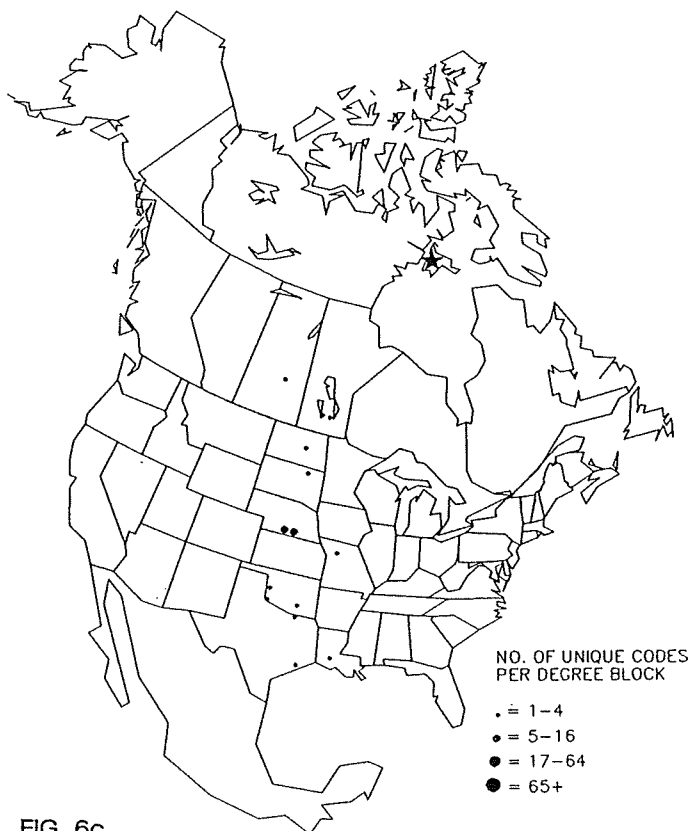 NO. OF UNIQUE CODES
PER DEGREE BLOCK
= 1-4
= 5-16
= 17-64
= 65+
FIG. 6c